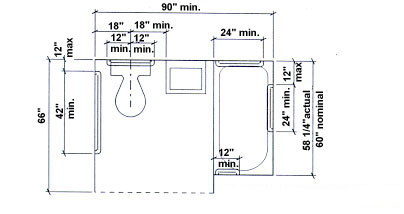 90" min.
18"
18" min.
12" min.
12" min.
24" min.
12" max
42" min.
66"
12" max
24" min.
58 1/4"actual
60" nominal
12" min.